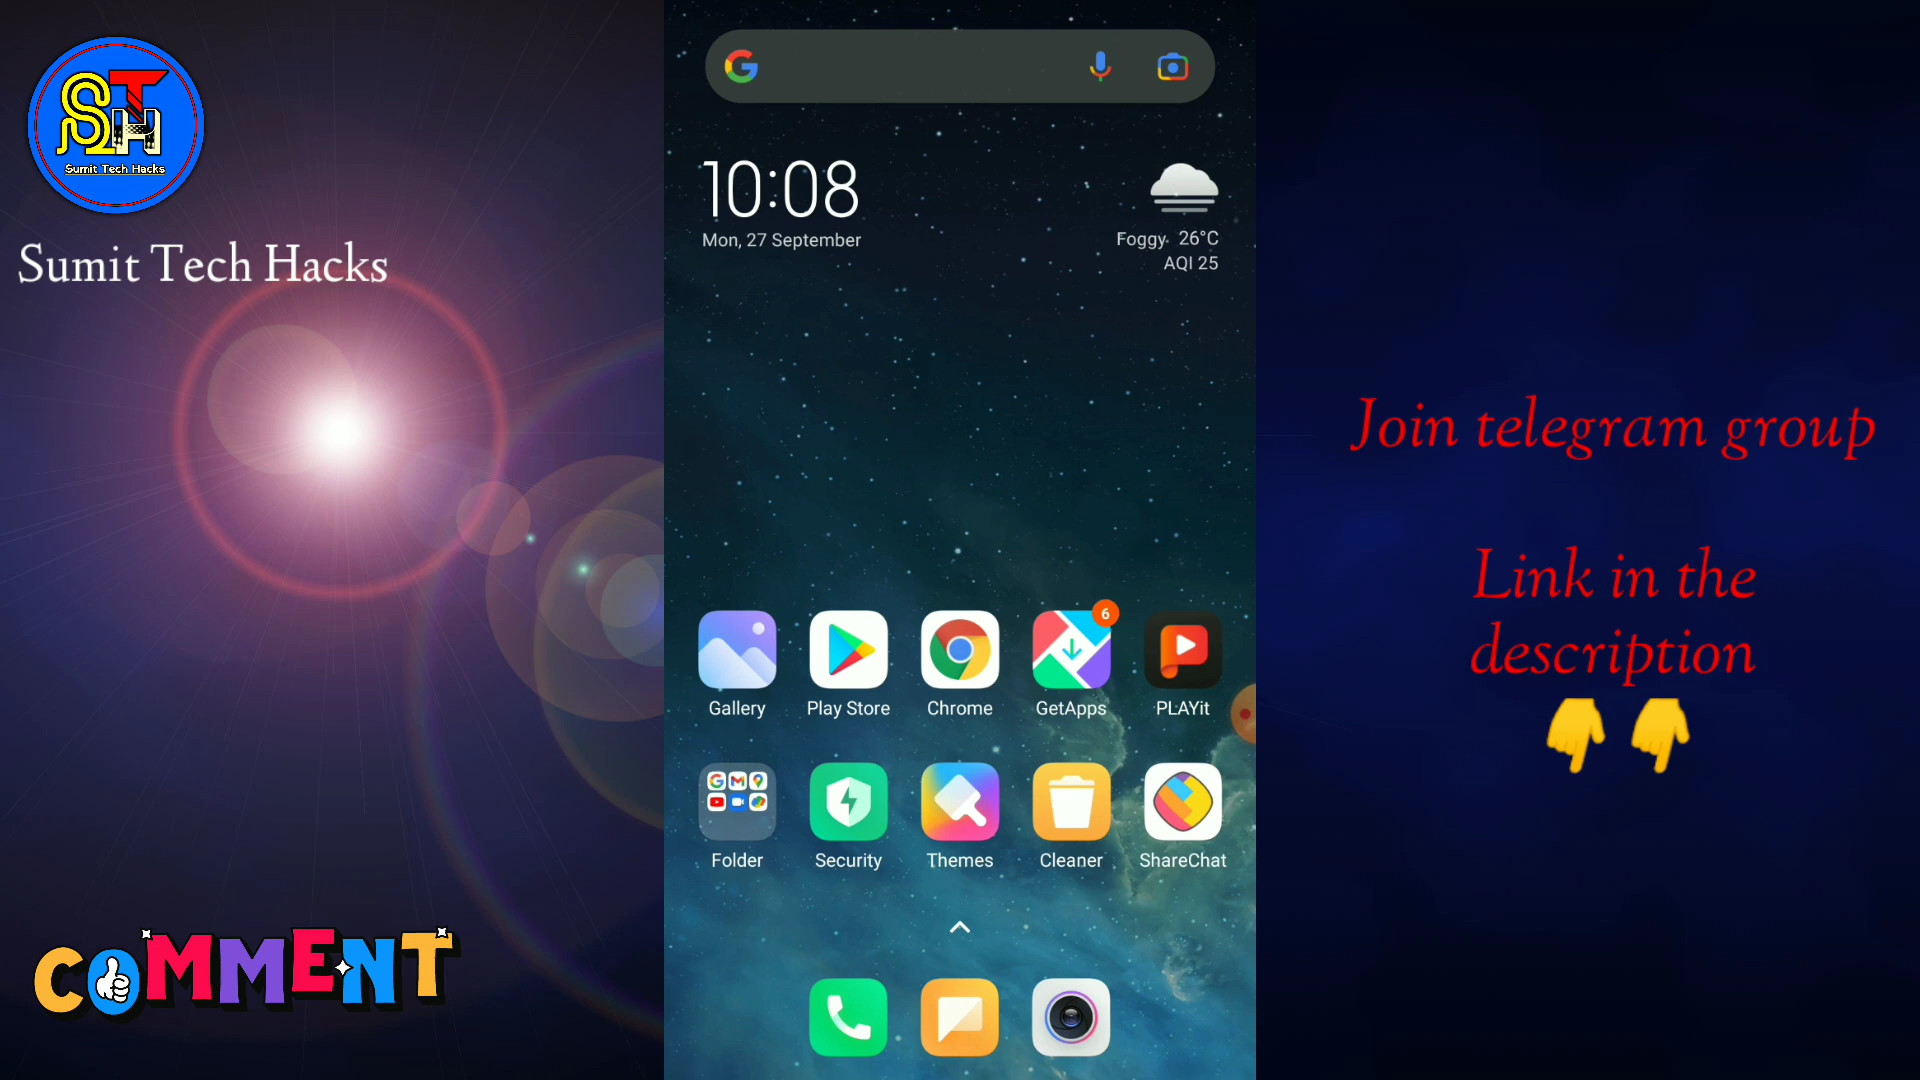 STH
Sumit Tech Hacks
Sumit Tech Hacks
COMMENT
10:08
Mon, 27 September
Foggy 26°C
AQI 25
6
Gallery
Play Store
Chrome
GetApps
PLAYit
Folder
Security
Themes
Cleaner
ShareChat
Join telegram group
Link in the
description